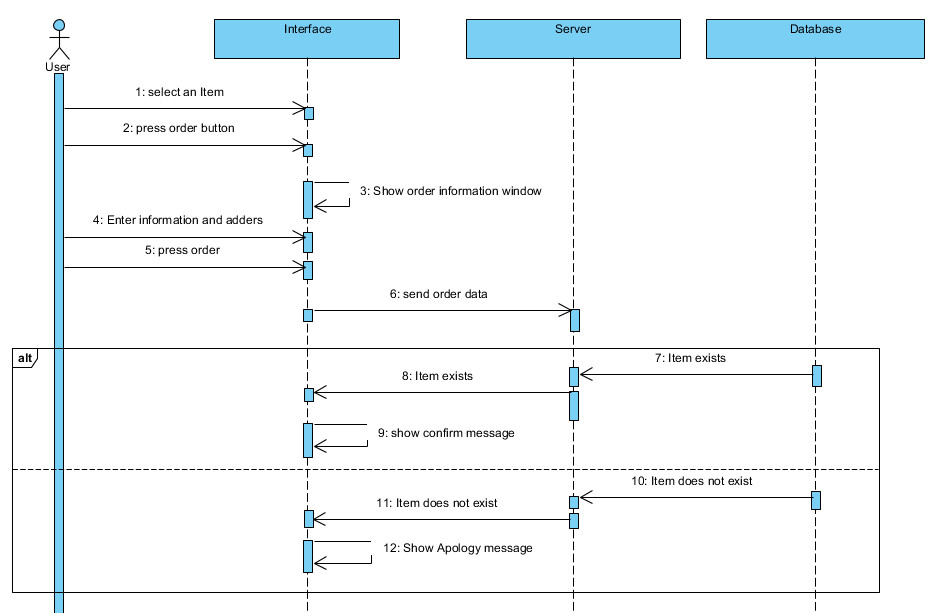 Interface
Server
Database
User
1: select an Item
2: press order button
3: Show order information window
4: Enter information and adders
5: press order
6: send order data
alt
7: Item exists
8: Item exists
9: show confirm message
10: Item does not exist
11: Item does not exist
12: Show Apology message